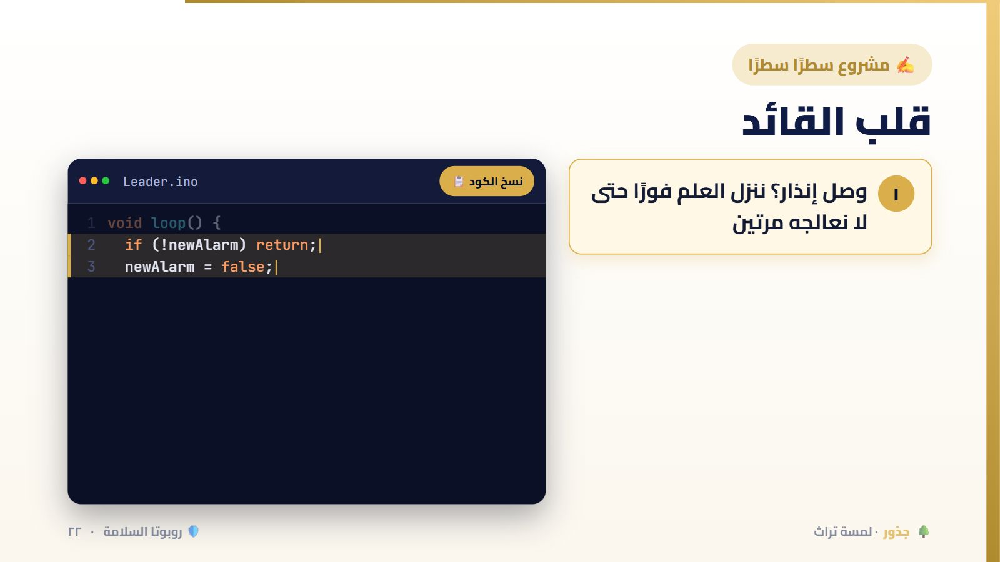 ✍️ مشروع سطرًا سطرًا
قلب القائد
١
وصل إنذار؟ ننزل العلم فورًا حتى
لا نعالجه مرتين
Leader.ino
نسخ الكود 📋
1 void loop() {
2 if (!newAlarm) return;
3 newAlarm = false;
🌳 جذور · لمسة تراث
🛡️ روبوتا السلامة · ٢٢